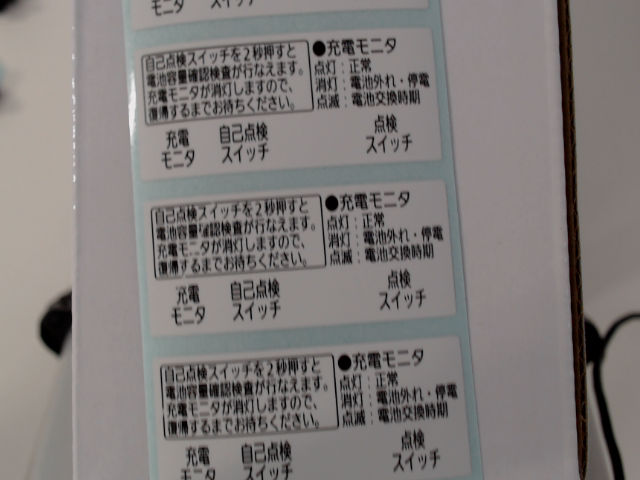 モニタ スイッチ
自己点検スイッチを2秒押すと
電池容量確認検査が行なえます。
充電モニタが消灯しますので、
復帰するまでお待ちください。
●充電モニタ
点灯：正常
消灯：電池外れ・停電
点滅：電池交換時期
充電 自己点検 点検
モニタ スイッチ スイッチ
自己点検スイッチを2秒押すと
電池容量確認検査が行なえます。
充電モニタが消灯しますので、
復帰するまでお待ちください。
●充電モニタ
点灯：正常
消灯：電池外れ・停電
点滅：電池交換時期
充電 自己点検 点検
モニタ スイッチ スイッチ
自己点検スイッチを2秒押すと
電池容量確認検査が行なえます。
充電モニタが消灯しますので、
復帰するまでお待ちください。
●充電モニタ
点灯：正常
消灯：電池外れ・停電
点滅：電池交換時期
充電 自己点検 点検
モニタ スイッチ スイッチ